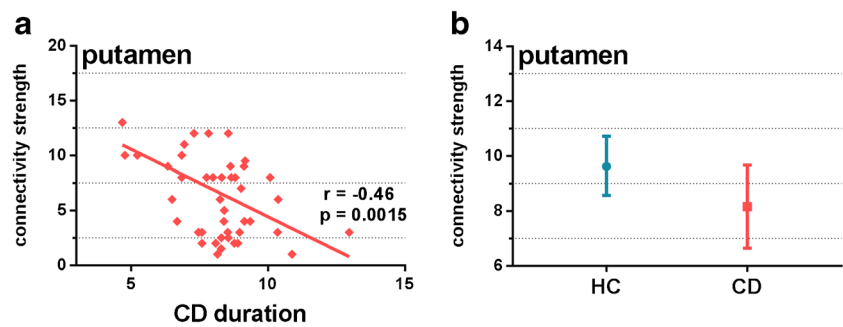 a
putamen
connectivity strength
20
15
10
5
0
r = -0.46
p = 0.0015
5
10
15
CD duration
b
putamen
connectivity strength
14
12
10
8
6
HC
CD